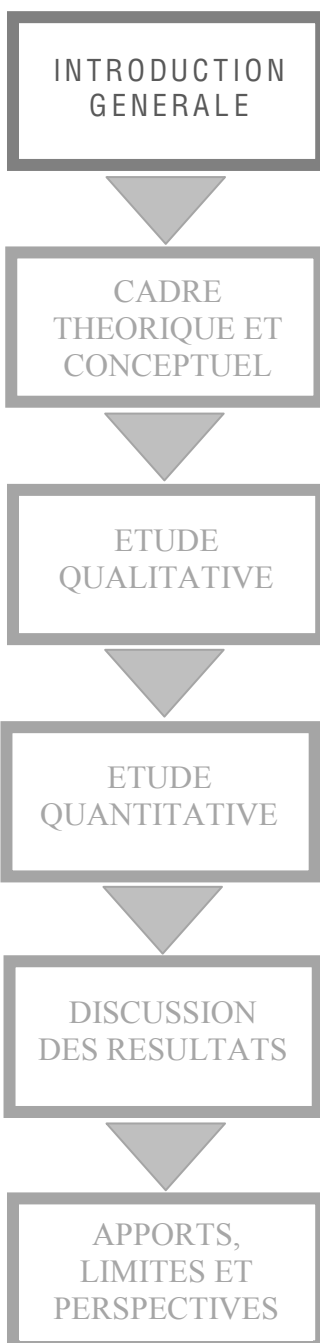 INTRODUCTION
GENERALE
CADRE
THEORIQUE ET
CONCEPTUEL
ETUDE
QUALITATIVE
ETUDE
QUANTITATIVE
DISCUSSION
DES RESULTATS
APPORTS,
LIMITES ET
PERSPECTIVES